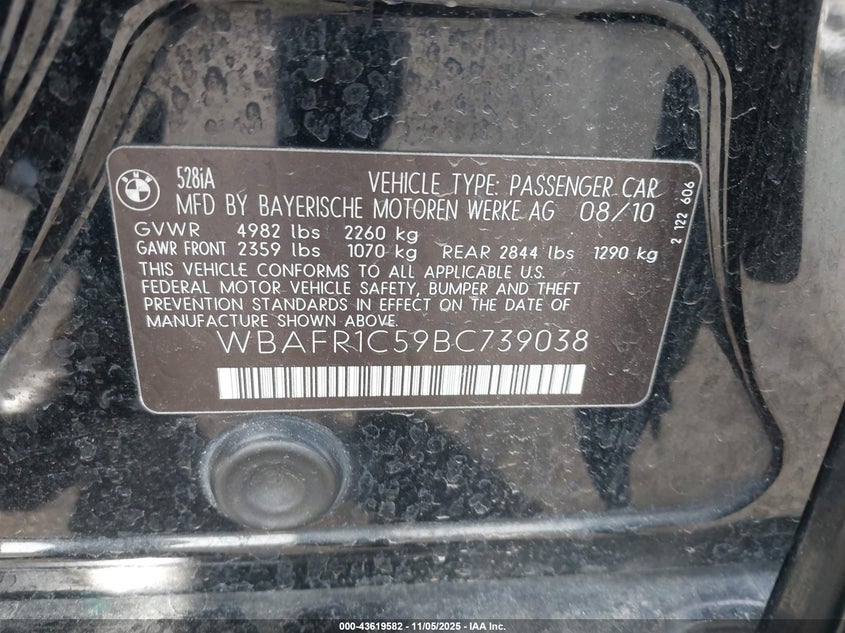 BMW
528iA
VEHICLE TYPE: PASSENGER CAR
MFD BY BAYERISCHE MOTOREN WERKE AG 08/10
GVWR 4982 lbs 2260 kg
GAWR FRONT 2359 lbs 1070 kg REAR 2844 lbs 1290 kg
THIS VEHICLE CONFORMS TO ALL APPLICABLE U.S.
FEDERAL MOTOR VEHICLE SAFETY, BUMPER AND THEFT
PREVENTION STANDARDS IN EFFECT ON THE DATE OF
MANUFACTURE SHOWN ABOVE.
WBAFR1C59BC739038
2 122 606
000-43619582 - 11/05/2025 - IAA Inc.